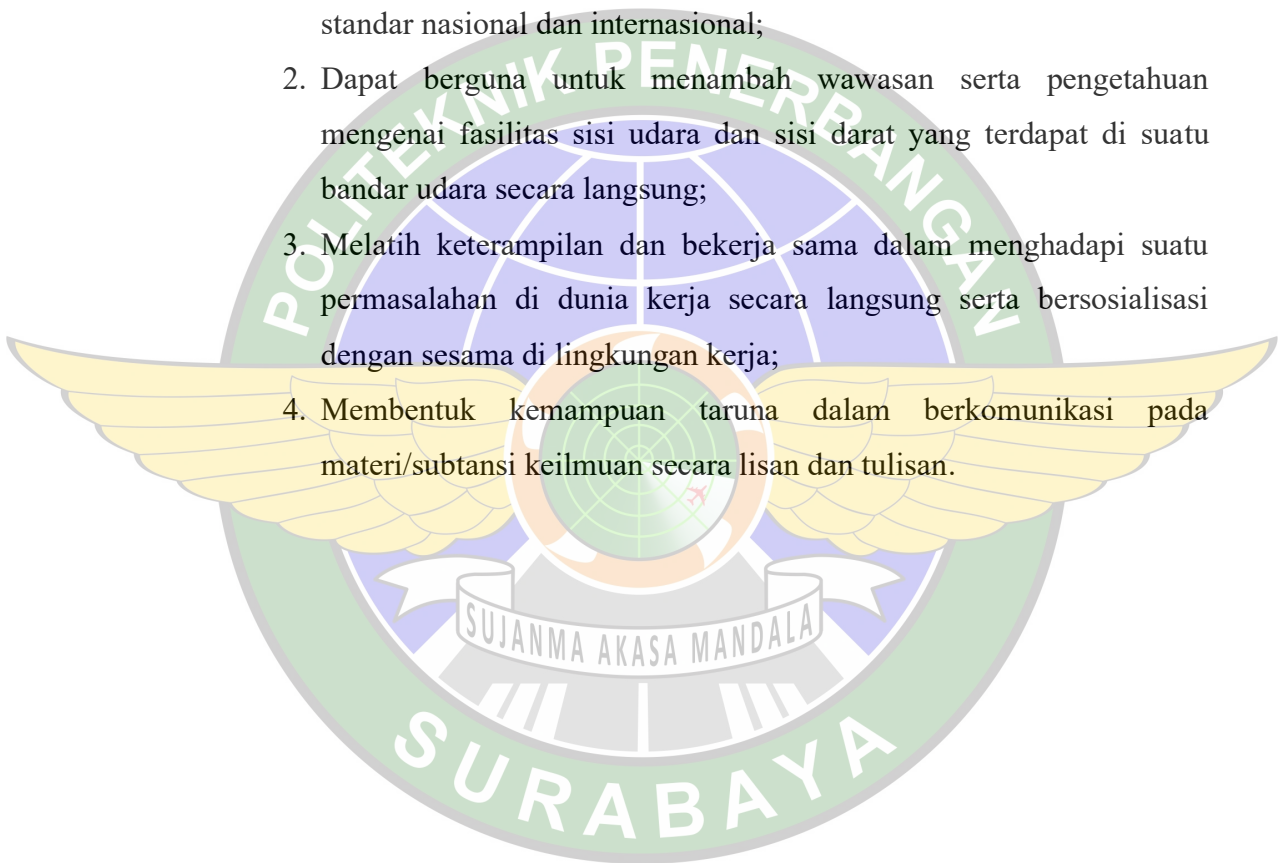 standar nasional dan internasional;
2. Dapat berguna untuk menambah wawasan serta pengetahuan
mengenai fasilitas sisi udara dan sisi darat yang terdapat di suatu
bandar udara secara langsung;
3. Melatih keterampilan dan bekerja sama dalam menghadapi suatu
permasalahan di dunia kerja secara langsung serta bersosialisasi
dengan sesama di lingkungan kerja;
4. Membentuk kemampuan taruna dalam berkomunikasi pada
materi/subtansi keilmuan secara lisan dan tulisan.
POLITEKNIK PENERBANGAN
SUJANMA AKASA MANDALA
SURABAYA